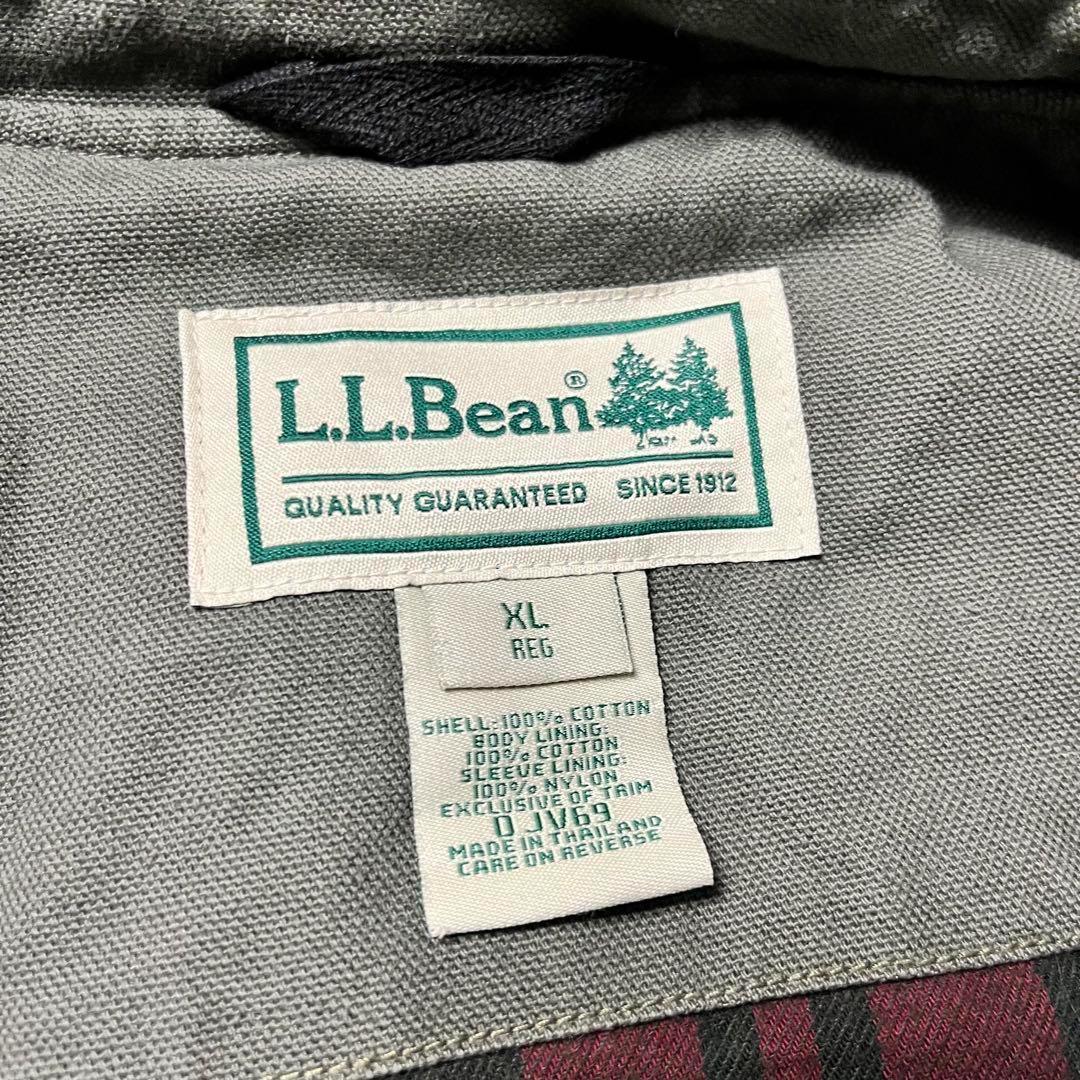 L.L.Bean®
QUALITY GUARANTEED SINCE 1912
XL
REG
SHELL: 100% COTTON
BODY LINING:
100% COTTON
SLEEVE LINING:
100% NYLON
EXCLUSIVE OF TRIM
0 JV69
MADE IN THAILAND
CARE ON REVERSE